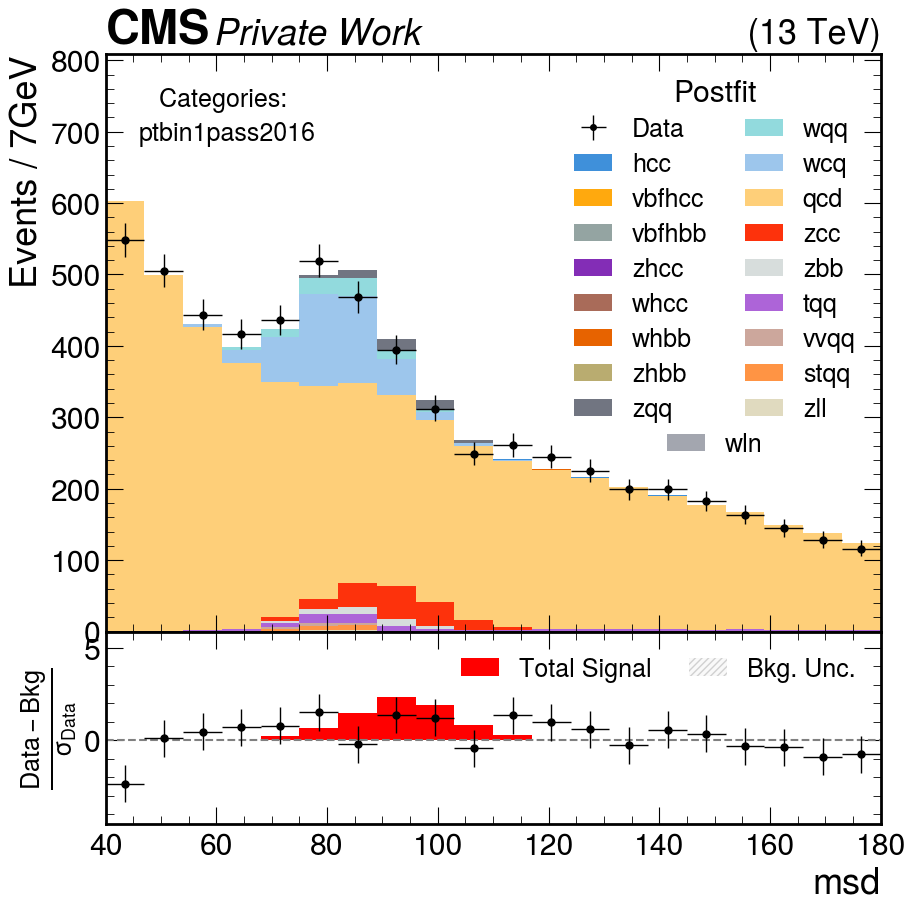 CMS Private Work (13 TeV)
Events / 7GeV
800
700
600
500
400
300
200
100
0
Categories:
ptbin1pass2016
Postfit
Data
hcc
vbfhcc
vbfhbb
zhcc
whcc
whbb
zhbb
zqq
wqq
wcq
qcd
zcc
zbb
tqq
vvqq
stqq
zll
wln
Data – Bkg
σData
5
0
Total Signal
Bkg. Unc.
40 60 80 100 120 140 160 180
msd